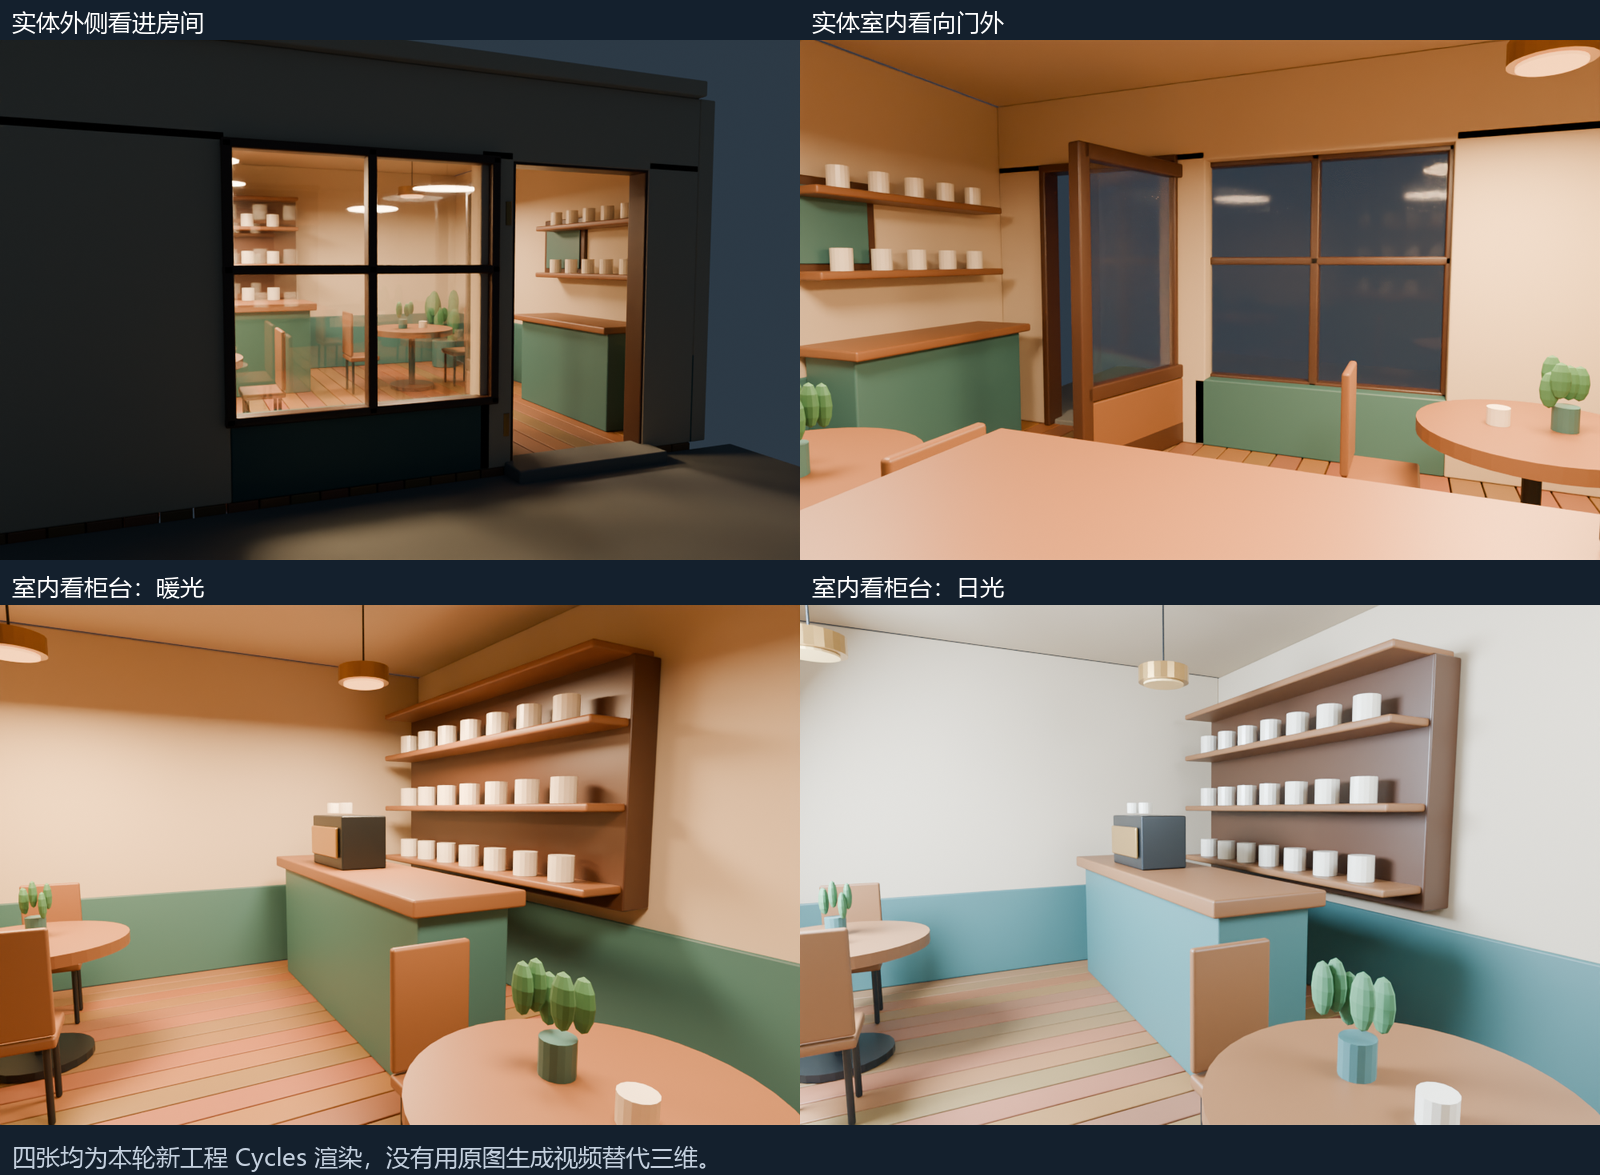 实体外侧看进房间
实体室内看向门外
室内看柜台：暖光
室内看柜台：日光
四张均为本轮新工程 Cycles 渲染，没有用原图生成视频替代三维。